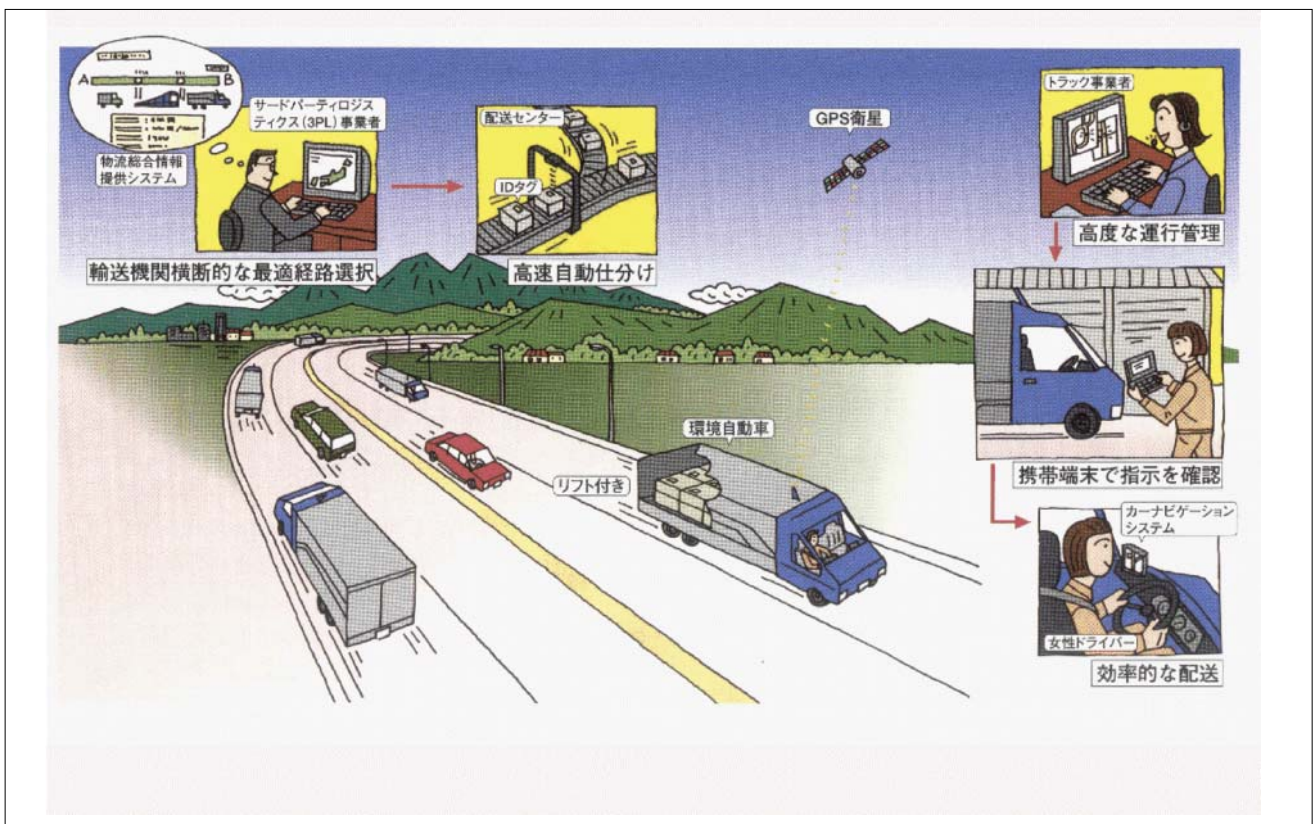 A
B
物流総合情報
提供システム
サードパーティロジス
ティクス(3PL)事業者
輸送機関横断的な最適経路選択
配送センター
IDタグ
高速自動仕分け
GPS衛星
トラック事業者
高度な運行管理
携帯端末で指示を確認
カーナビゲーション
システム
女性ドライバー
効率的な配送
環境自動車
リフト付き